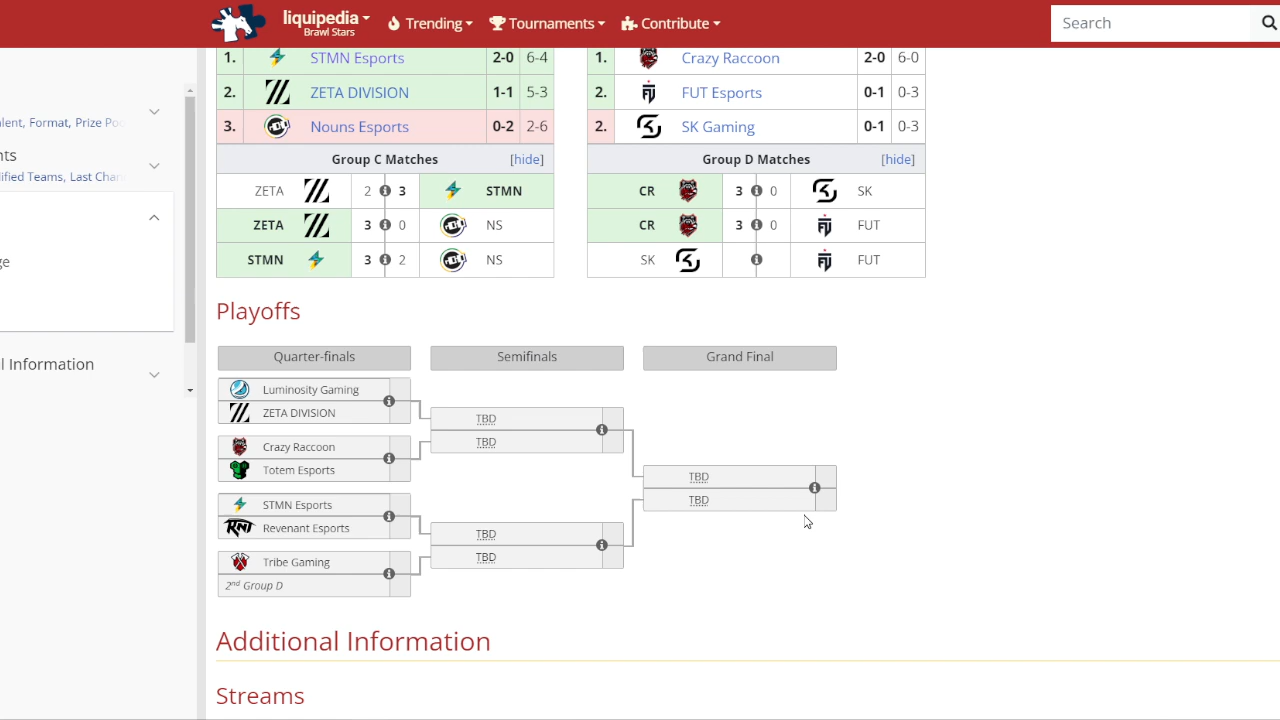 liquipedia
Brawl Stars
Trending
Tournaments
Contribute
Search
1. STMN Esports 2-0 6-4
2. ZETA DIVISION 1-1 5-3
3. Nouns Esports 0-2 2-6
Group C Matches [hide]
ZETA 2 3 STMN
ZETA 3 0 NS
STMN 3 2 NS
1. Crazy Raccoon 2-0 6-0
2. FUT Esports 0-1 0-3
2. SK Gaming 0-1 0-3
Group D Matches [hide]
CR 3 0 SK
CR 3 0 FUT
SK FUT
Format, Prize
Teams, Last
Information
Playoffs
Quarter-finals
Semifinals
Grand Final
Luminosity Gaming
ZETA DIVISION
Crazy Raccoon
Totem Esports
STMN Esports
Revenant Esports
Tribe Gaming
2nd Group D
TBD
TBD
TBD
TBD
TBD
TBD
Additional Information
Streams